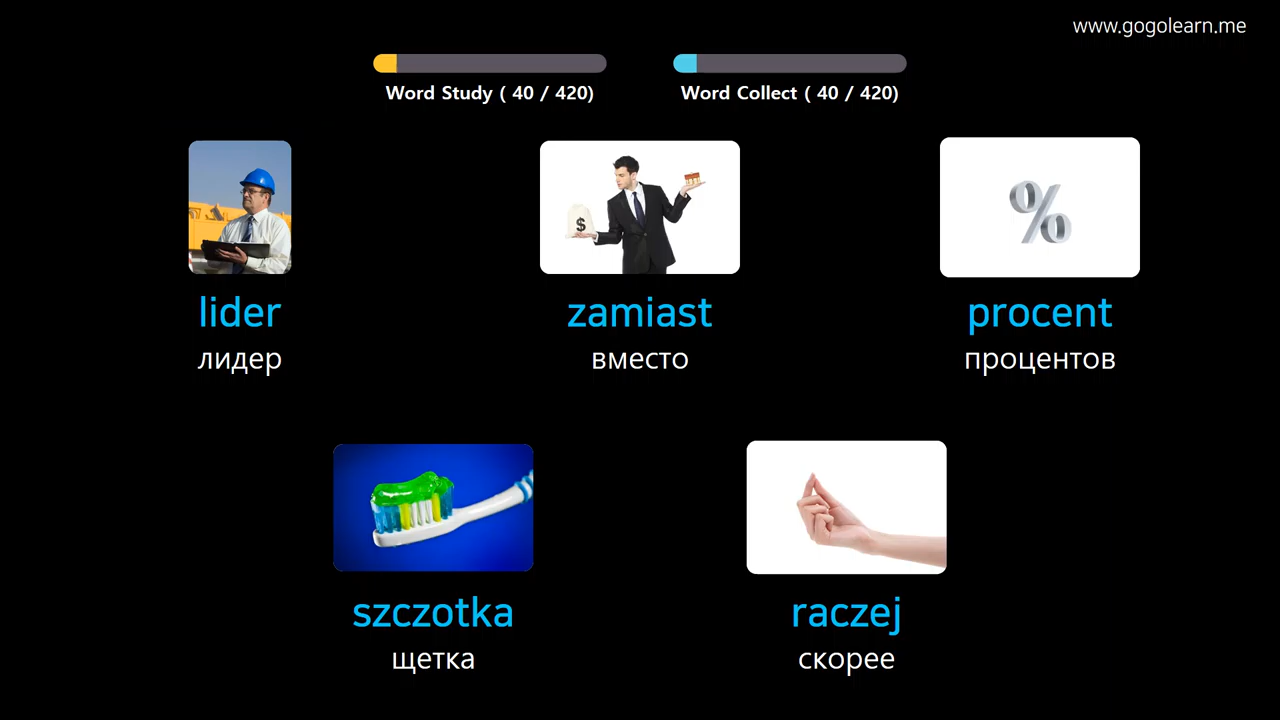 www.gogolearn.me
Word Study ( 40 / 420)
Word Collect ( 40 / 420)
lider
лидер
zamiast
вместо
procent
процентов
szczotka
щетка
raczej
скорее
$
%